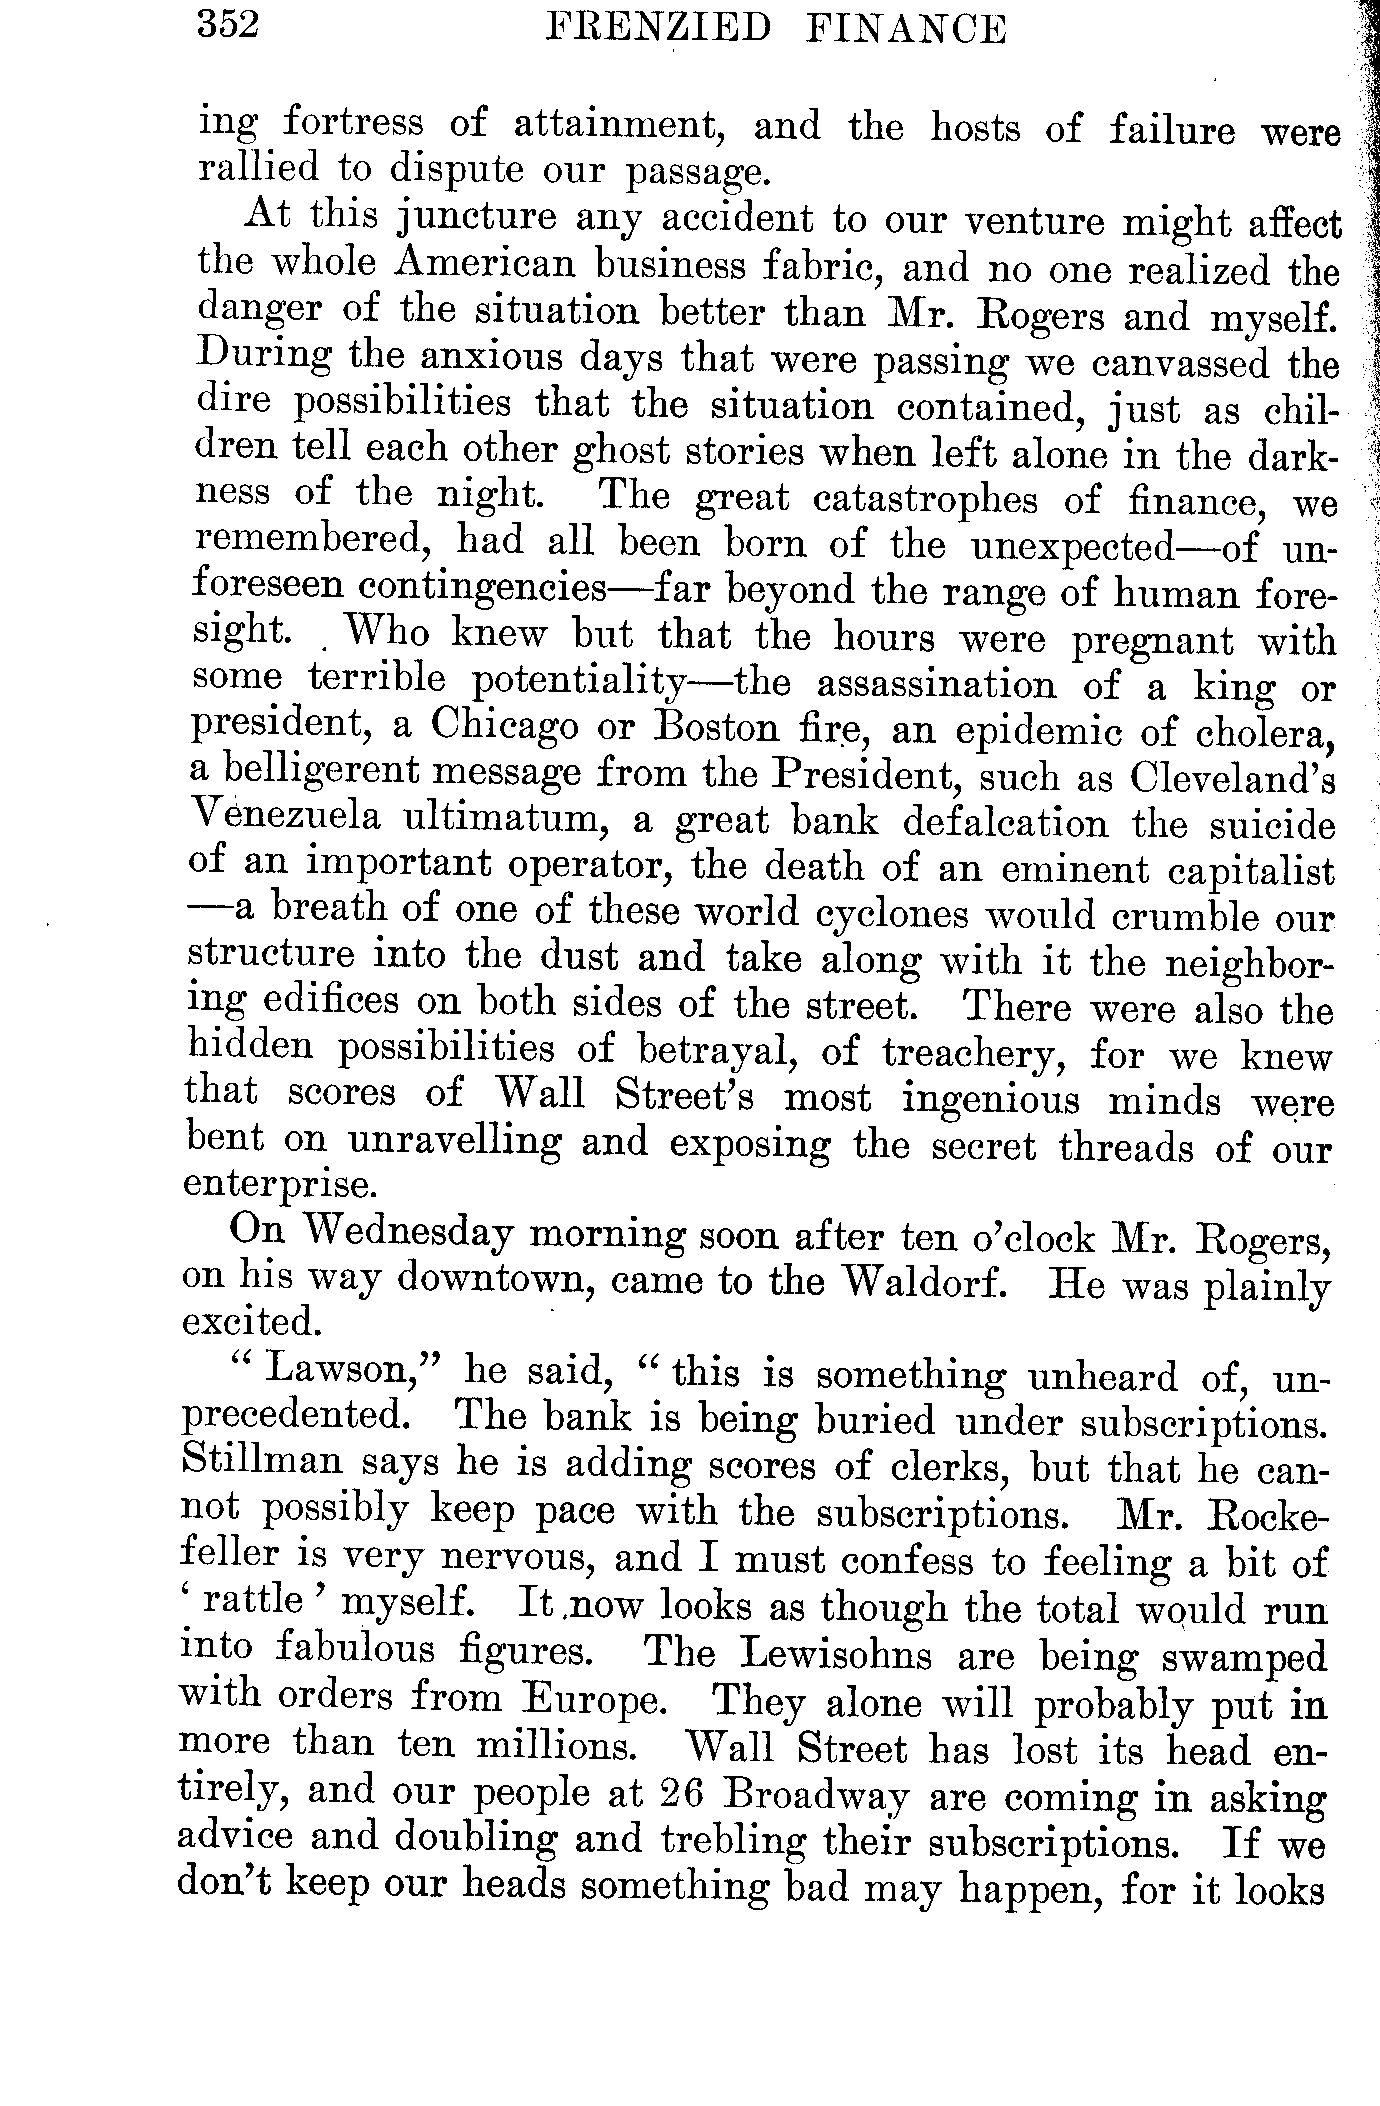 352 FRENZIED FINANCE
ing fortress of attainment, and the hosts of failure were
rallied to dispute our passage.
At this juncture any accident to our venture might affect
the whole American business fabric, and no one realized the
danger of the situation better than Mr. Rogers and myself.
During the anxious days that were passing we canvassed the
dire possibilities that the situation contained, just as chil-
dren tell each other ghost stories when left alone in the dark-
ness of the night. The great catastrophes of finance, we
remembered, had all been born of the unexpected—of un-
foreseen contingencies—far beyond the range of human fore-
sight. Who knew but that the hours were pregnant with
some terrible potentiality—the assassination of a king or
president, a Chicago or Boston fire, an epidemic of cholera,
a belligerent message from the President, such as Cleveland's
Venezuela ultimatum, a great bank defalcation the suicide
of an important operator, the death of an eminent capitalist
—a breath of one of these world cyclones would crumble our
structure into the dust and take along with it the neighbor-
ing edifices on both sides of the street. There were also the
hidden possibilities of betrayal, of treachery, for we knew
that scores of Wall Street's most ingenious minds were
bent on unravelling and exposing the secret threads of our
enterprise.
On Wednesday morning soon after ten o'clock Mr. Rogers,
on his way downtown, came to the Waldorf. He was plainly
excited.
“ Lawson,” he said, “ this is something unheard of, un-
precedented. The bank is being buried under subscriptions.
Stillman says he is adding scores of clerks, but that he can-
not possibly keep pace with the subscriptions. Mr. Rocke-
feller is very nervous, and I must confess to feeling a bit of
‘ rattle ’ myself. It now looks as though the total would run
into fabulous figures. The Lewisohns are being swamped
with orders from Europe. They alone will probably put in
more than ten millions. Wall Street has lost its head en-
tirely, and our people at 26 Broadway are coming in asking
advice and doubling and trebling their subscriptions. If we
don't keep our heads something bad may happen, for it looks